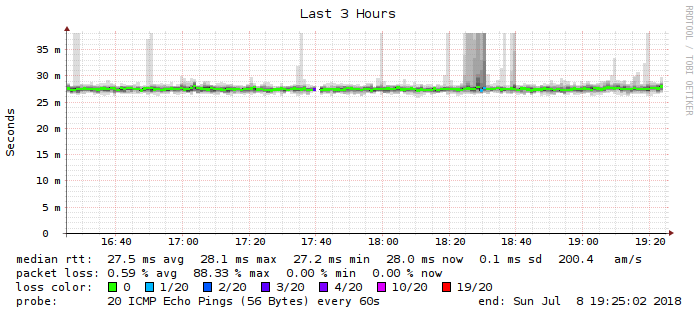 Last 3 Hours
RRDTOOL / TOBI OETIKER
Seconds
35 m
30 m
25 m
20 m
15 m
10 m
5 m
0
16:40 17:00 17:20 17:40 18:00 18:20 18:40 19:00 19:20
median rtt: 27.5 ms avg 28.1 ms max 27.2 ms min 28.0 ms now 0.1 ms sd 200.4 am/s
packet loss: 0.59 % avg 88.33 % max 0.00 % min 0.00 % now
loss color: 0 1/20 2/20 3/20 4/20 10/20 19/20
probe: 20 ICMP Echo Pings (56 Bytes) every 60s end: Sun Jul 8 19:25:02 2018